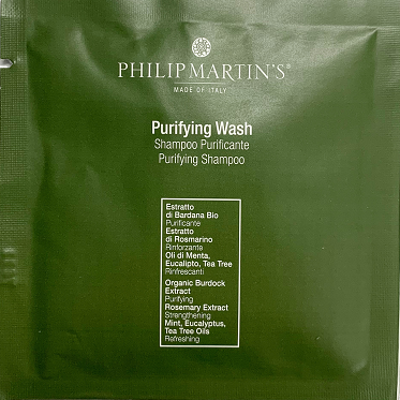 PHILIP MARTIN'S®
MADE OF ITALY
Purifying Wash
Shampoo Purificante
Purifying Shampoo
Estratto
di Bardana Bio
Purificante
Estratto
di Rosmarino
Rinforzante
Oli di Menta,
Eucalipto, Tea Tree
Rinfrescanti
Organic Burdock
Extract
Purifying
Rosemary Extract
Strengthening
Mint, Eucalyptus,
Tea Tree Oils
Refreshing